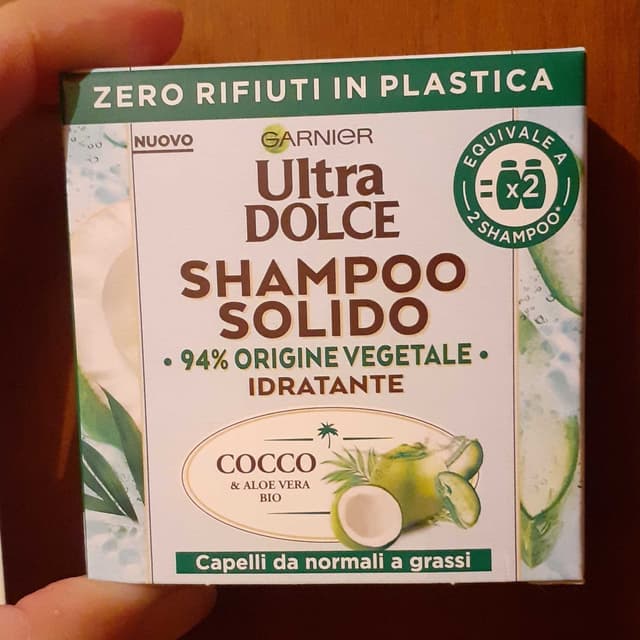 ZERO RIFIUTI IN PLASTICA
NUOVO
GARNIER
Ultra
DOLCE
EQUIVALE A
= x2
2 SHAMPOO*
SHAMPOO
SOLIDO
• 94% ORIGINE VEGETALE •
IDRATANTE
COCCO
& ALOE VERA
BIO
Capelli da normali a grassi